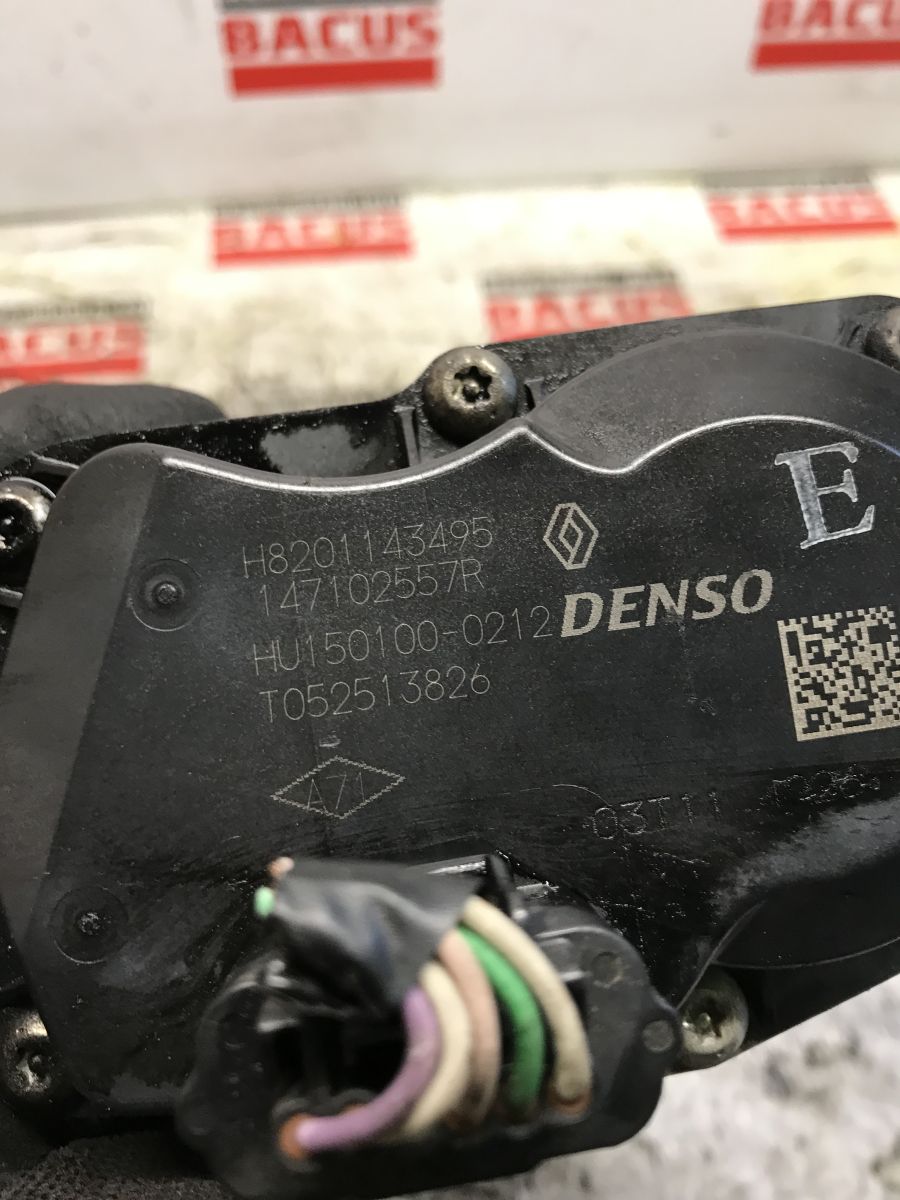 BACUS
BACUS
BACUS
BACUS
BACUS
BACUS
E
H8201143495
147102557R
DENSO
HU150100-0212
T052513826
A71
03T11